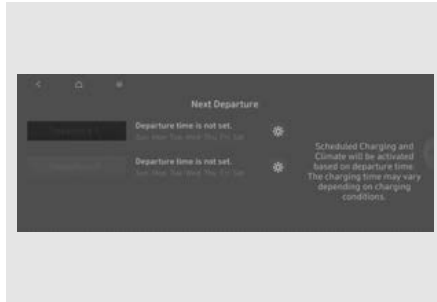 Next Departure
Departure time is not set.
Sun Mon Tue Wed Thu Fri Sat
Departure time is not set.
Sun Mon Tue Wed Thu Fri Sat
Scheduled Charging and
Climate will be activated
based on departure time.
The charging time may vary
depending on charging
conditions.